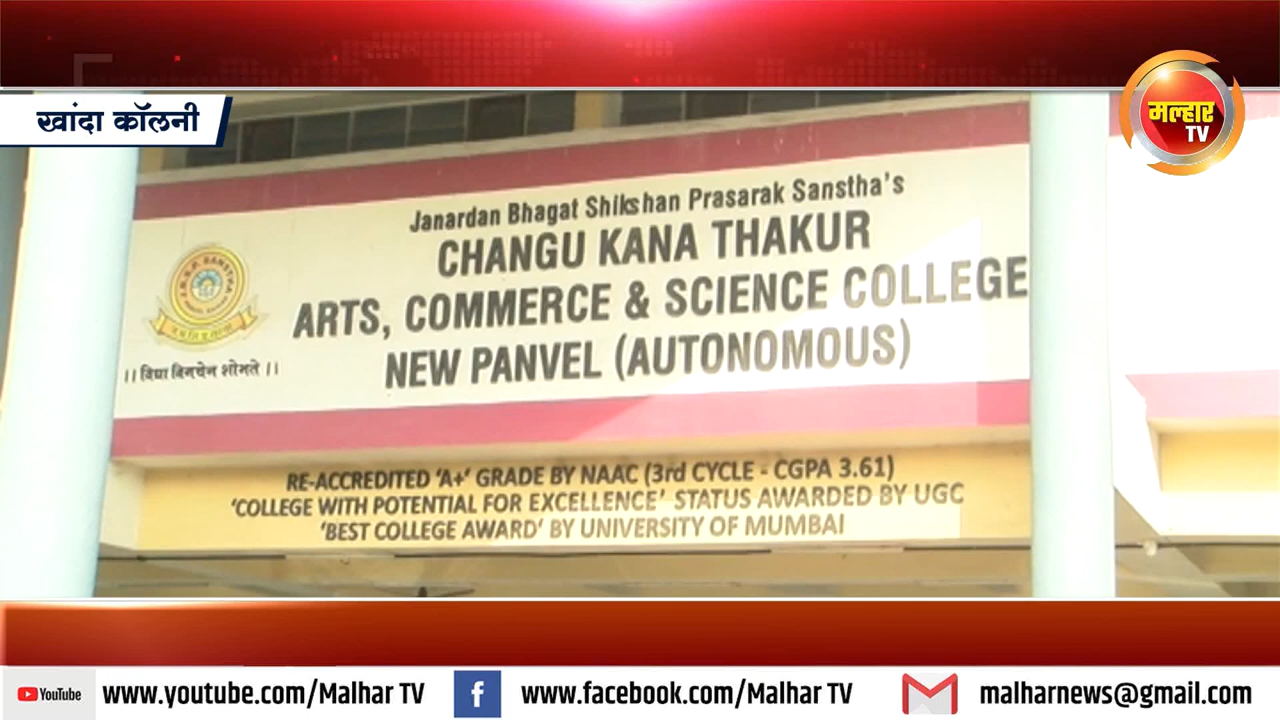 खांदा कॉलनी
मल्हार
TV
Janardan Bhagat Shikshan Prasarak Sanstha's
CHANGU KANA THAKUR
ARTS, COMMERCE & SCIENCE COLLEGE
NEW PANVEL (AUTONOMOUS)
।। विद्या विनयेन शोभते ।।
RE-ACCREDITED 'A+' GRADE BY NAAC (3rd CYCLE - CGPA 3.61)
'COLLEGE WITH POTENTIAL FOR EXCELLENCE' STATUS AWARDED BY UGC
'BEST COLLEGE AWARD' BY UNIVERSITY OF MUMBAI
YouTube
www.youtube.com/Malhar TV
f
www.facebook.com/Malhar TV
malharnews@gmail.com